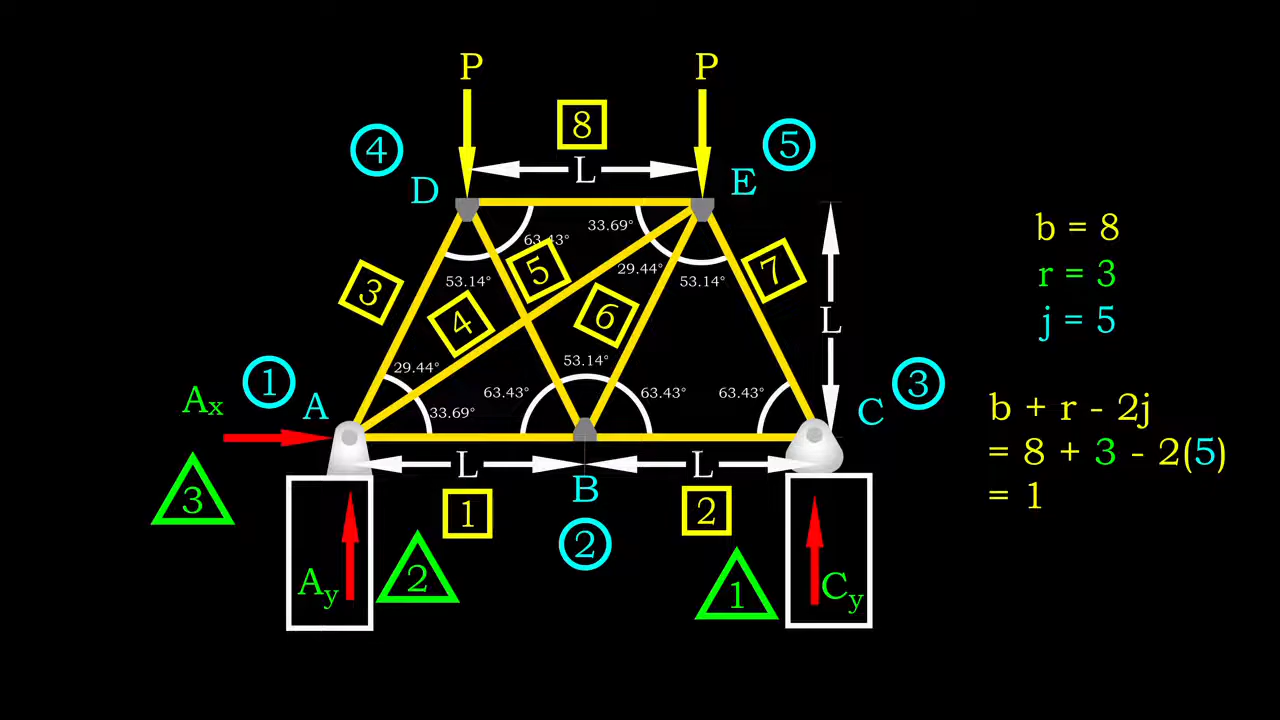 P P
8
4 5
L
D E
33.69°
63.43°
b = 8
29.44°
3 5 7
53.14° 53.14°
r = 3
4 6 L
j = 5
53.14°
29.44°
1 3
63.43° 63.43° 63.43°
Ax A 33.69° C
b + r - 2j
= 8 + 3 - 2(5)
L L
= 1
3 B
1 2
2
2 1
Ay Cy